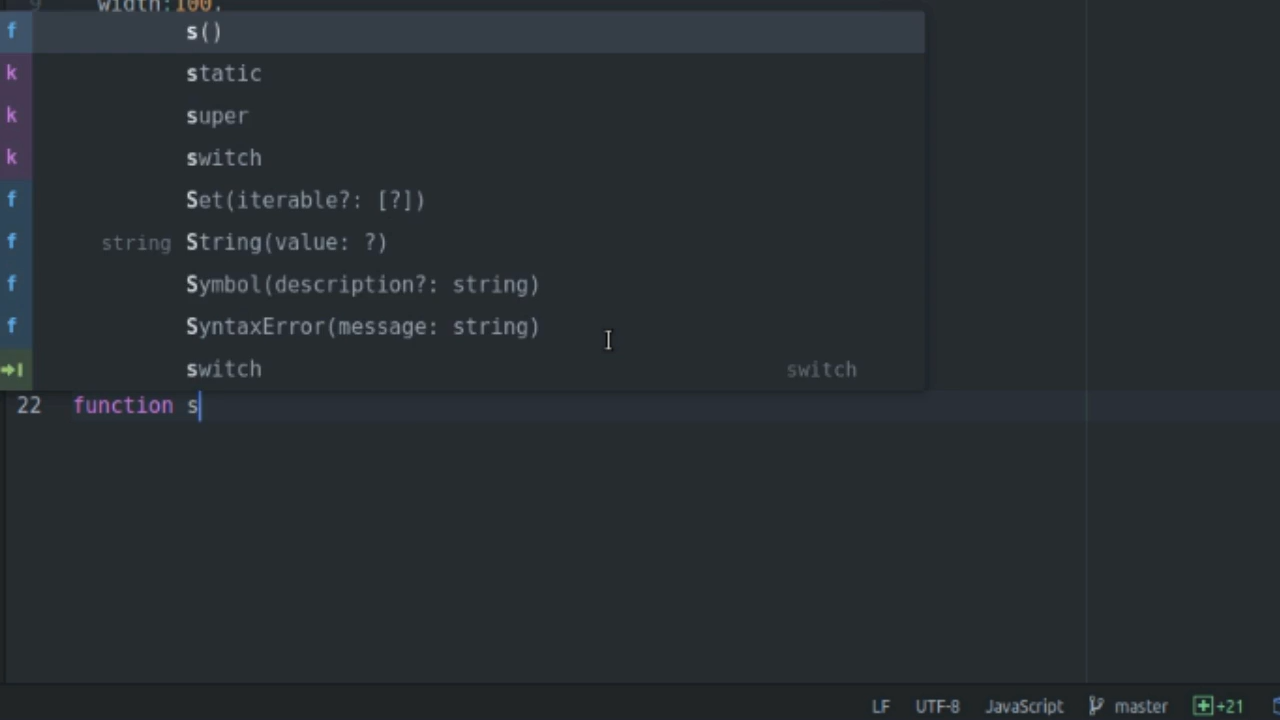 9 width:100,
f s()
k static
k super
k switch
f Set(iterable?: [?])
f string String(value: ?)
f Symbol(description?: string)
f SyntaxError(message: string)
switch switch
22 function s
LF UTF-8 JavaScript master +21